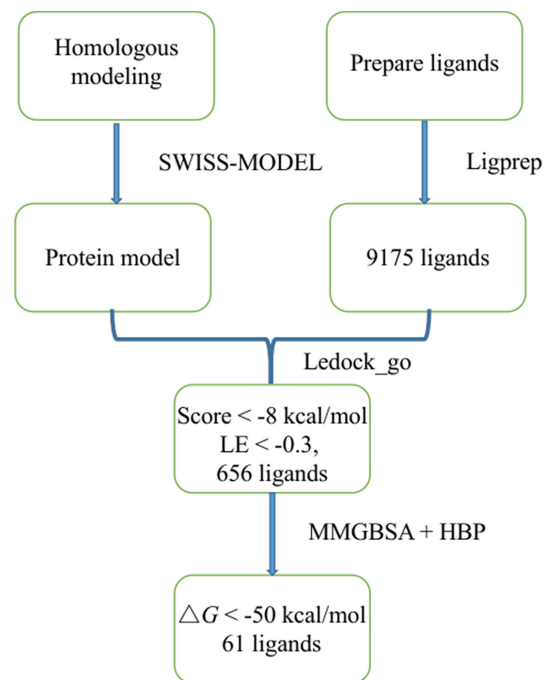 Homologous
modeling
Prepare ligands
SWISS-MODEL
Ligprep
Protein model
9175 ligands
Ledock_go
Score < -8 kcal/mol
LE < -0.3,
656 ligands
MMGBSA + HBP
△G < -50 kcal/mol
61 ligands